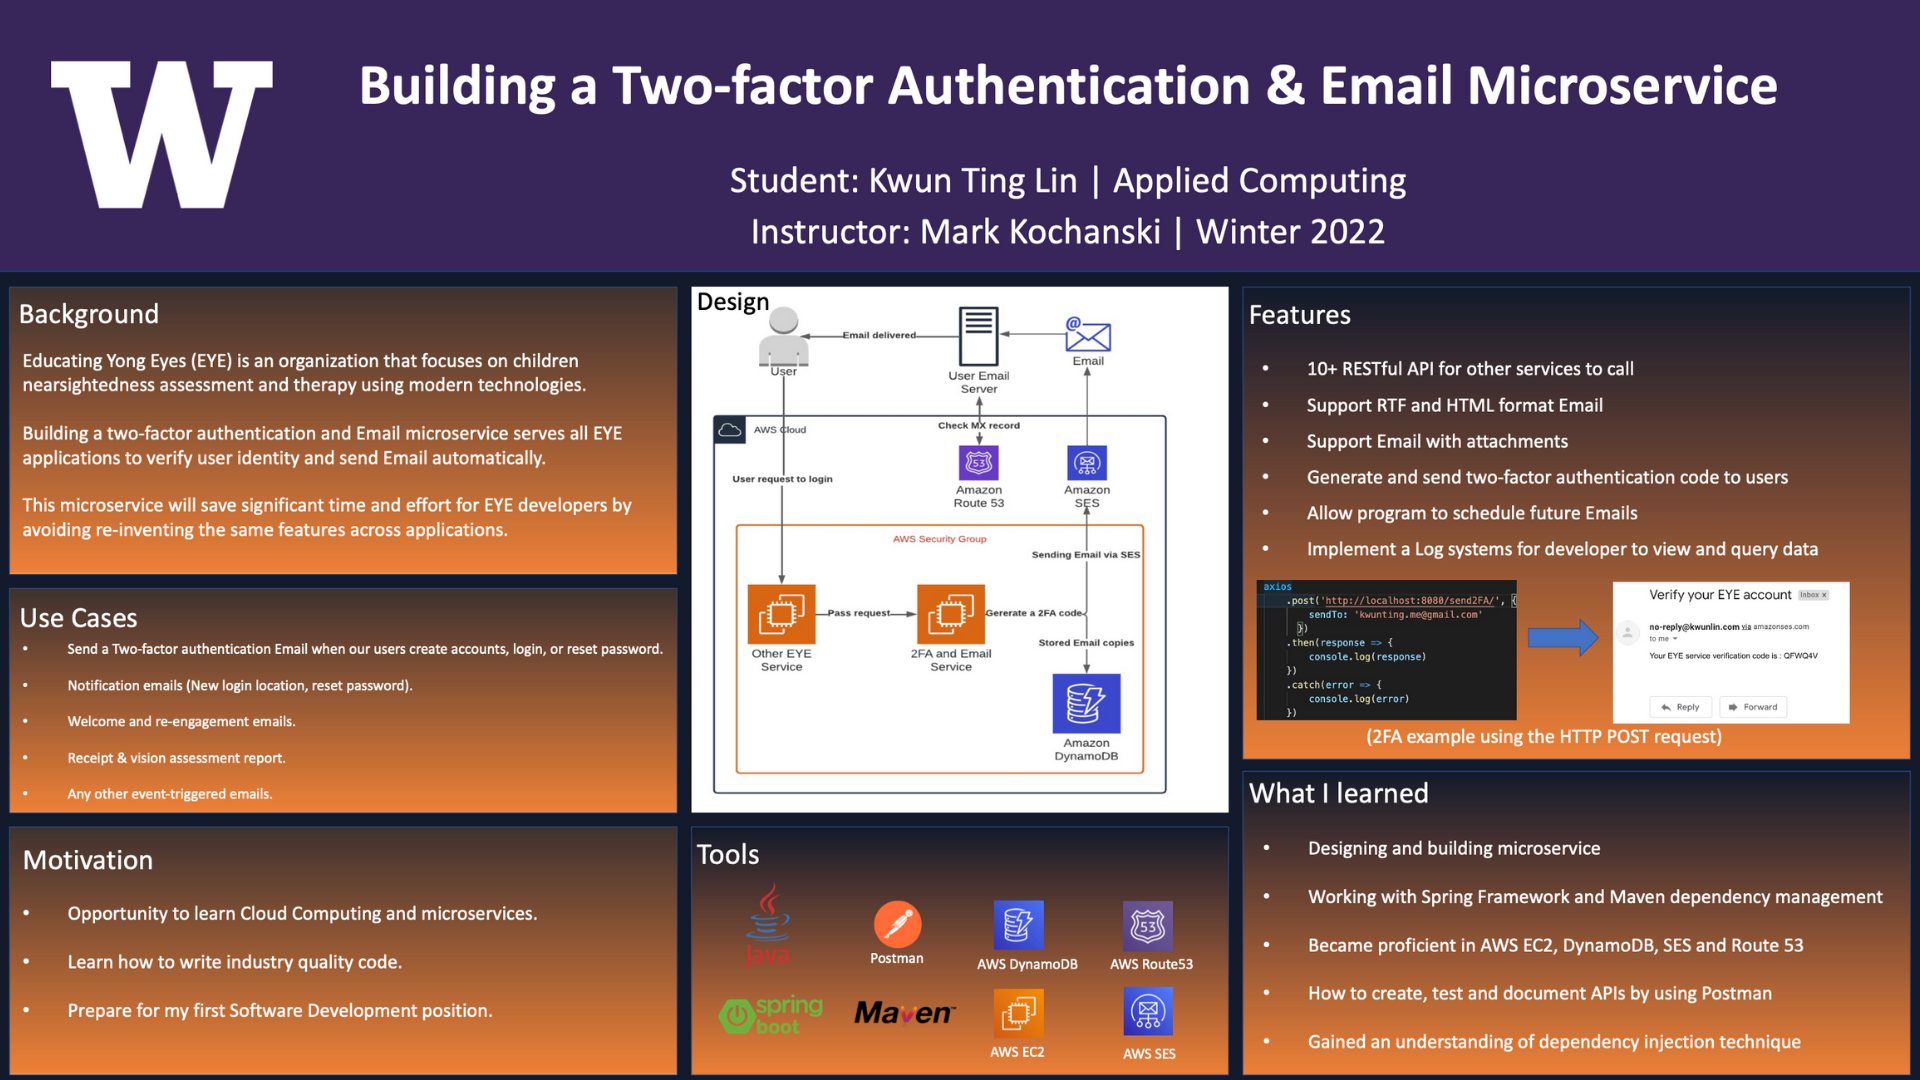 W
Building a Two-factor Authentication & Email Microservice
Student: Kwun Ting Lin | Applied Computing
Instructor: Mark Kochanski | Winter 2022
Background
Educating Yong Eyes (EYE) is an organization that focuses on children
nearsightedness assessment and therapy using modern technologies.
Building a two-factor authentication and Email microservice serves all EYE
applications to verify user identity and send Email automatically.
This microservice will save significant time and effort for EYE developers by
avoiding re-inventing the same features across applications.
Use Cases
• Send a Two-factor authentication Email when our users create accounts, login, or reset password.
• Notification emails (New login location, reset password).
• Welcome and re-engagement emails.
• Receipt & vision assessment report.
• Any other event-triggered emails.
Motivation
• Opportunity to learn Cloud Computing and microservices.
• Learn how to write industry quality code.
• Prepare for my first Software Development position.
Design
Email delivered
@
User
User Email
Server
Email
AWS Cloud
Check MX record
53
User request to login
Amazon
Route 53
Amazon
SES
AWS Security Group
Sending Email via SES
Pass request
Gererate a 2FA code
Stored Email copies
Other EYE
Service
2FA and Email
Service
Amazon
DynamoDB
Tools
Java
Postman
AWS DynamoDB
53
AWS Route53
spring
boot
Maven™
AWS EC2
AWS SES
Features
• 10+ RESTful API for other services to call
• Support RTF and HTML format Email
• Support Email with attachments
• Generate and send two-factor authentication code to users
• Allow program to schedule future Emails
• Implement a Log systems for developer to view and query data
axios
.post('http://localhost:8080/send2FA/', {
sendTo: 'kwunting.me@gmail.com'
})
.then(response => {
console.log(response)
})
.catch(error => {
console.log(error)
})
Verify your EYE account Inbox x
no-reply@kwunlin.com via amazonses.com
to me
Your EYE service verification code is : QFWQ4V
Reply Forward
(2FA example using the HTTP POST request)
What I learned
• Designing and building microservice
• Working with Spring Framework and Maven dependency management
• Became proficient in AWS EC2, DynamoDB, SES and Route 53
• How to create, test and document APIs by using Postman
• Gained an understanding of dependency injection technique